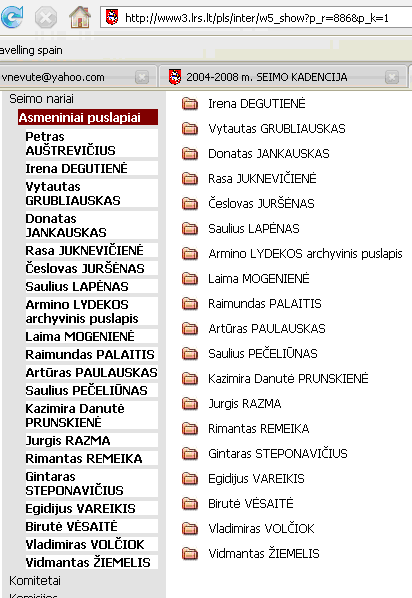 http://www3.lrs.lt/pls/inter/w5_show?p_r=886&p_k=1
avelling spain
vnevute@yahoo.com
2004-2008 m. SEIMO KADENCIJA
Seimo nariai
Asmeniniai puslapiai
Petras
AUŠTREVIČIUS
Irena DEGUTIENĖ
Vytautas
GRUBLIAUSKAS
Donatas
JANKAUSKAS
Rasa JUKNEVIČIENĖ
Česlovas JURŠĖNAS
Saulius LAPĖNAS
Armino LYDEKOS
archyvinis puslapis
Laima MOGENIENĖ
Raimundas PALAITIS
Artūras PAULAUSKAS
Saulius PEČELIŪNAS
Kazimira Danutė
PRUNSKIENĖ
Jurgis RAZMA
Rimantas REMEIKA
Gintaras
STEPONAVIČIUS
Egidijus VAREIKIS
Birutė VĖSAITĖ
Vladimiras VOLČIOK
Vidmantas ŽIEMELIS
Komitetai
Komisijos
Irena DEGUTIENĖ
Vytautas GRUBLIAUSKAS
Donatas JANKAUSKAS
Rasa JUKNEVIČIENĖ
Česlovas JURŠĖNAS
Saulius LAPĖNAS
Armino LYDEKOS archyvinis puslapis
Laima MOGENIENĖ
Raimundas PALAITIS
Artūras PAULAUSKAS
Saulius PEČELIŪNAS
Kazimira Danutė PRUNSKIENĖ
Jurgis RAZMA
Rimantas REMEIKA
Gintaras STEPONAVIČIUS
Egidijus VAREIKIS
Birutė VĖSAITĖ
Vladimiras VOLČIOK
Vidmantas ŽIEMELIS